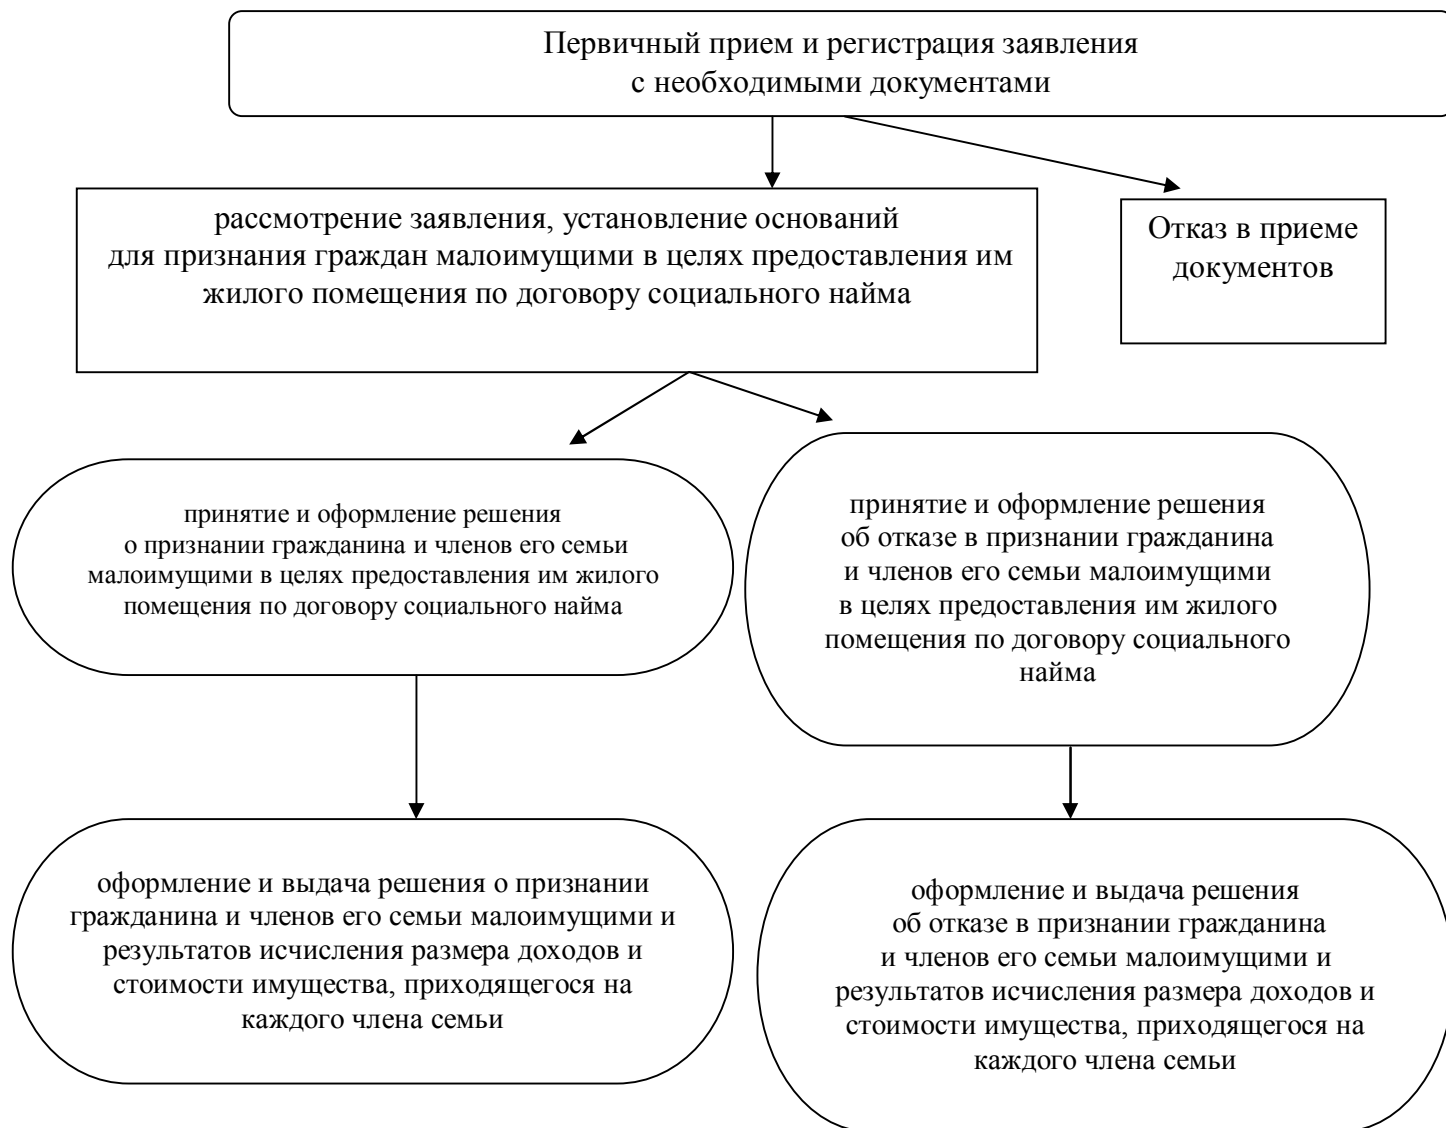 Первичный прием и регистрация заявления
с необходимыми документами
рассмотрение заявления, установление оснований
для признания граждан малоимущими в целях предоставления им
жилого помещения по договору социального найма
Отказ в приеме
документов
принятие и оформление решения
о признании гражданина и членов его семьи
малоимущими в целях предоставления им жилого
помещения по договору социального найма
принятие и оформление решения
об отказе в признании гражданина
и членов его семьи малоимущими
в целях предоставления им жилого
помещения по договору социального
найма
оформление и выдача решения о признании
гражданина и членов его семьи малоимущими и
результатов исчисления размера доходов и
стоимости имущества, приходящегося на
каждого члена семьи
оформление и выдача решения
об отказе в признании гражданина
и членов его семьи малоимущими и
результатов исчисления размера доходов и
стоимости имущества, приходящегося на
каждого члена семьи